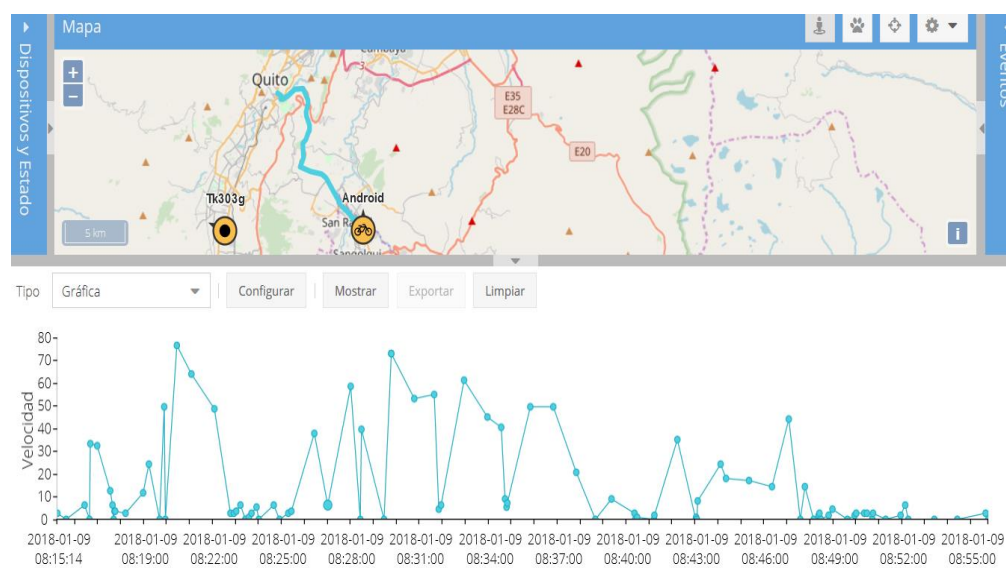 Mapa
Dispositivos y Estado
Eventos
+
−
Quito
3
E35
E28C
E20
Tk303g
Android
San R
5 km
i
Tipo
Gráfica
Configurar
Mostrar
Exportar
Limpiar
Velocidad
80
70
60
50
40
30
20
10
0
2018-01-09 2018-01-09 2018-01-09 2018-01-09 2018-01-09 2018-01-09 2018-01-09 2018-01-09 2018-01-09 2018-01-09 2018-01-09 2018-01-09 2018-01-09 2018-01-09
08:15:14 08:19:00 08:22:00 08:25:00 08:28:00 08:31:00 08:34:00 08:37:00 08:40:00 08:43:00 08:46:00 08:49:00 08:52:00 08:55:00